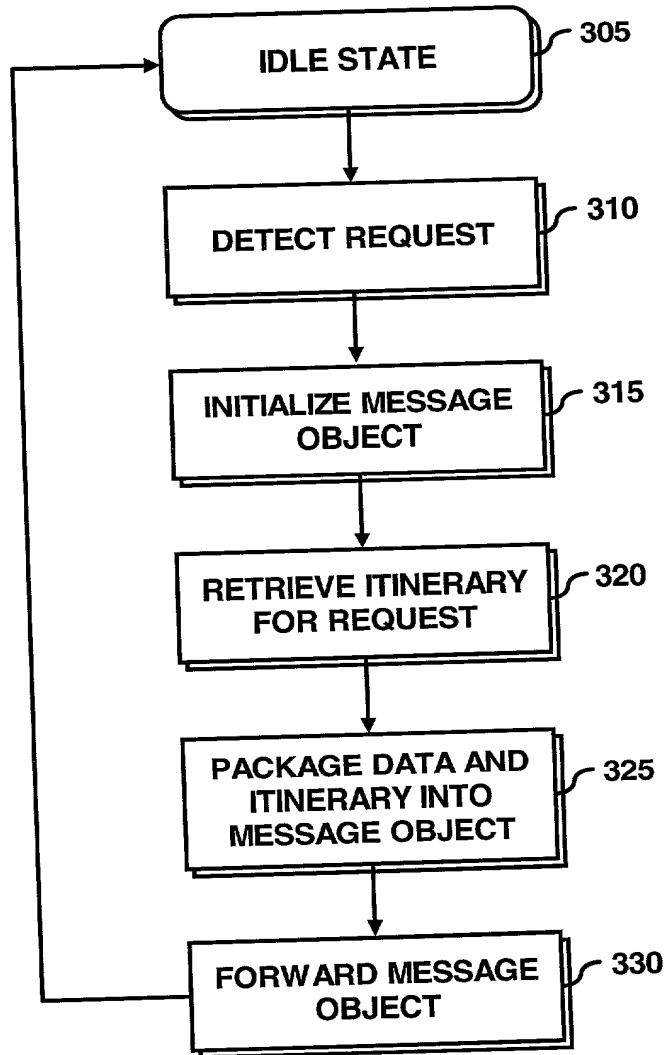 IDLE STATE
305
DETECT REQUEST
310
INITIALIZE MESSAGE
OBJECT
315
RETRIEVE ITINERARY
FOR REQUEST
320
PACKAGE DATA AND
ITINERARY INTO
MESSAGE OBJECT
325
FORWARD MESSAGE
OBJECT
330